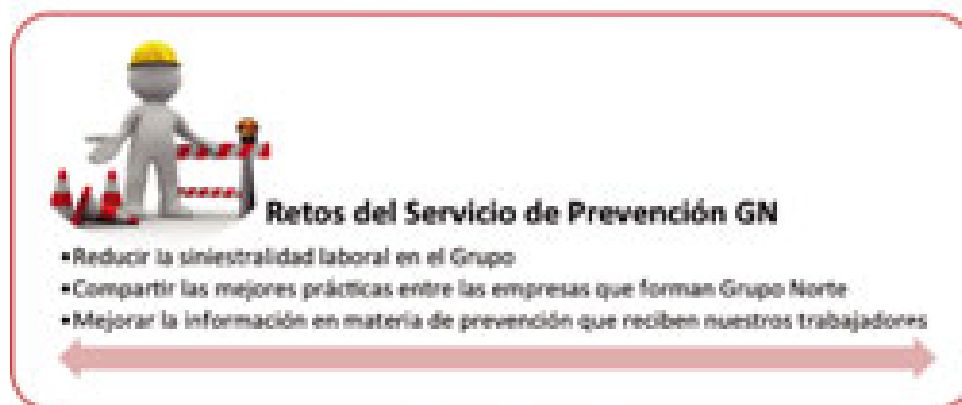 Retos del Servicio de Prevención GN
•Reducir la siniestralidad laboral en el Grupo
•Compartir las mejores prácticas entre las empresas que forman Grupo Norte
•Mejorar la información en materia de prevención que reciben nuestros trabajadores